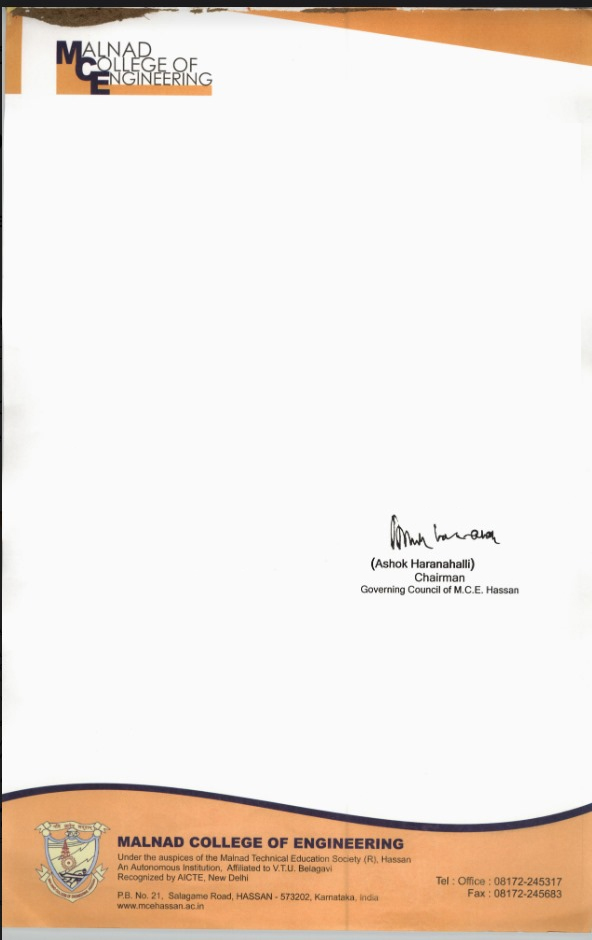 MALNAD
COLLEGE OF
ENGINEERING
(Ashok Haranahalli)
Chairman
Governing Council of M.C.E. Hassan
MALNAD COLLEGE OF ENGINEERING
Under the auspices of the Malnad Technical Education Society (R), Hassan
An Autonomous Institution, Affiliated to V.T.U. Belagavi
Recognized by AICTE, New Delhi
P.B. No. 21, Salagame Road, HASSAN - 573202, Karnataka, India
www.mcehassan.ac.in
Tel : Office : 08172-245317
Fax : 08172-245683